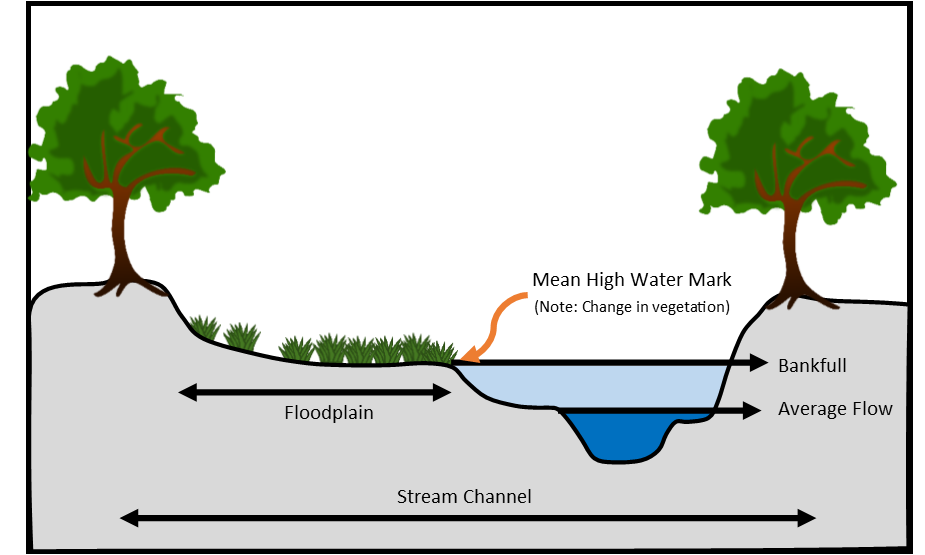 Mean High Water Mark
(Note: Change in vegetation)
Bankfull
Average Flow
Floodplain
Stream Channel